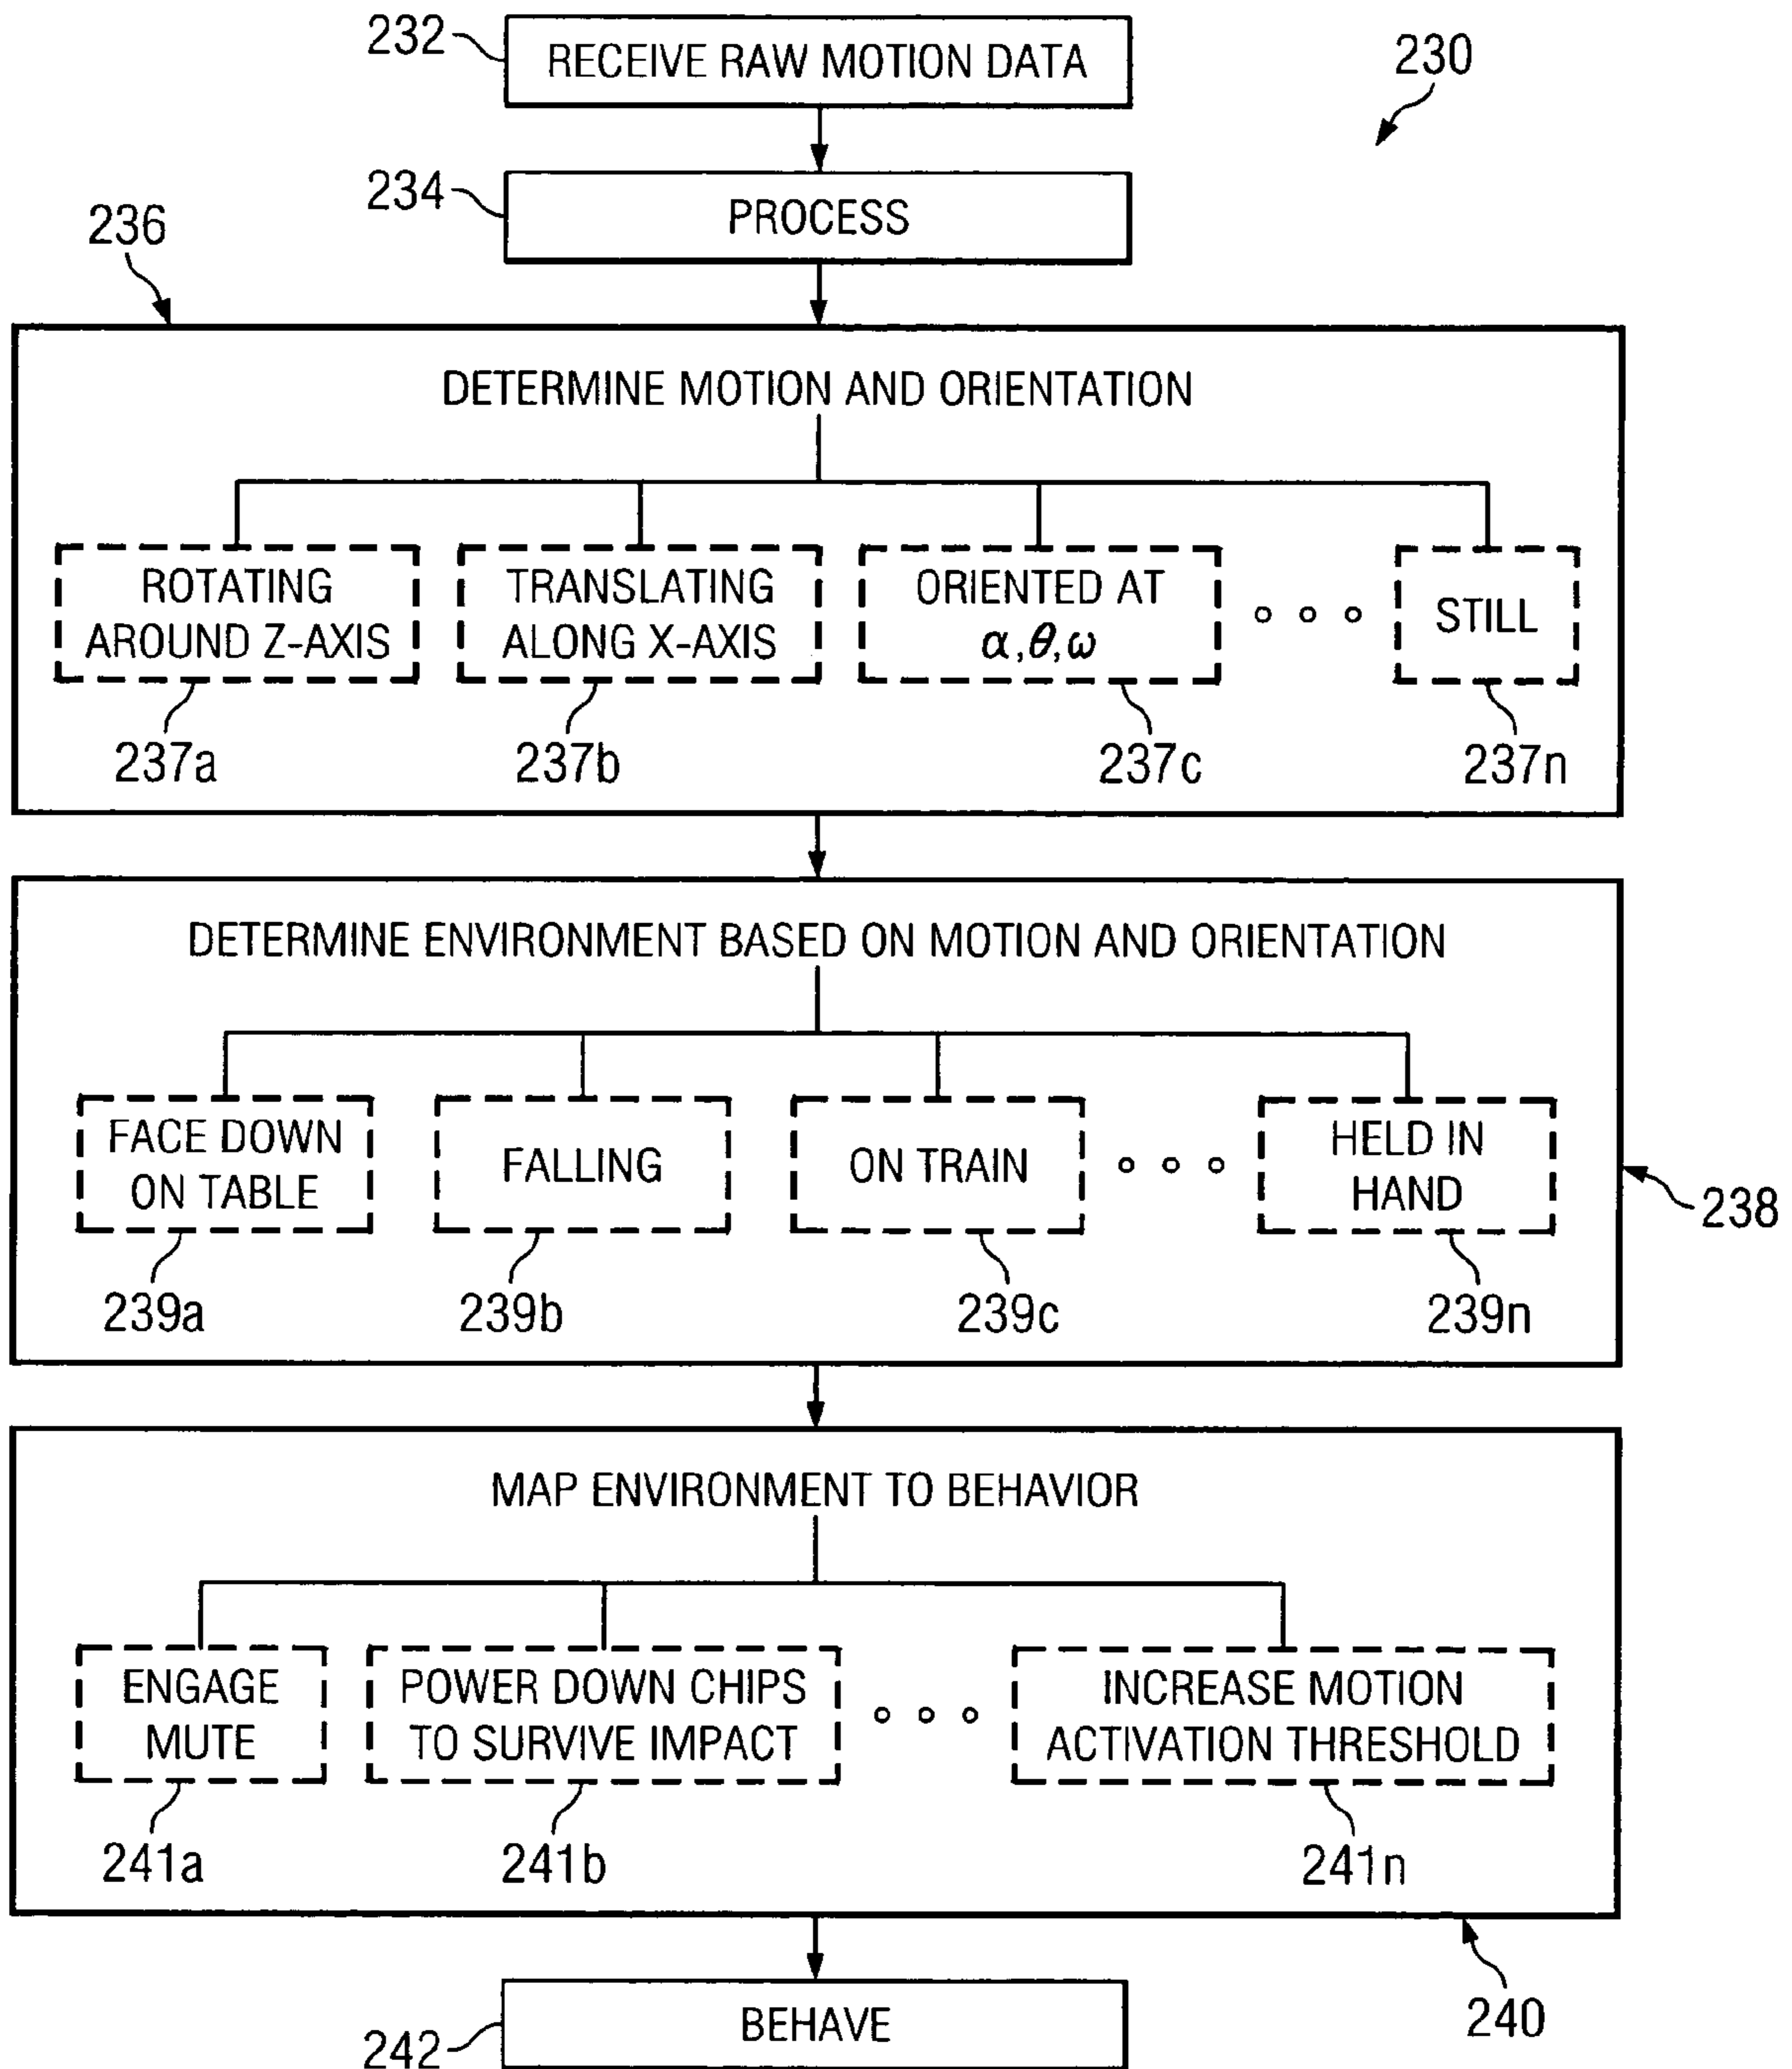 232
RECEIVE RAW MOTION DATA
230
234
PROCESS
236
DETERMINE MOTION AND ORIENTATION
ROTATING
AROUND Z-AXIS
TRANSLATING
ALONG X-AXIS
ORIENTED AT
α,θ,ω
STILL
237a
237b
237c
237n
DETERMINE ENVIRONMENT BASED ON MOTION AND ORIENTATION
FACE DOWN
ON TABLE
FALLING
ON TRAIN
HELD IN
HAND
238
239a
239b
239c
239n
MAP ENVIRONMENT TO BEHAVIOR
ENGAGE
MUTE
POWER DOWN CHIPS
TO SURVIVE IMPACT
INCREASE MOTION
ACTIVATION THRESHOLD
241a
241b
241n
240
242
BEHAVE